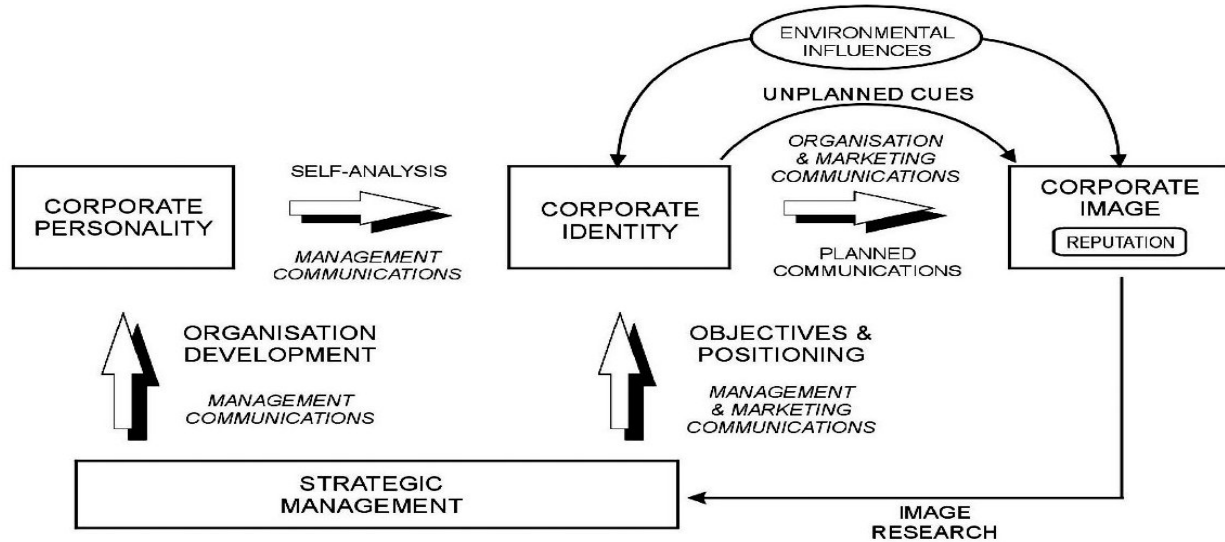 ENVIRONMENTAL
INFLUENCES
UNPLANNED CUES
SELF-ANALYSIS
ORGANISATION
& MARKETING
COMMUNICATIONS
CORPORATE
PERSONALITY
CORPORATE
IDENTITY
CORPORATE
IMAGE
REPUTATION
MANAGEMENT
COMMUNICATIONS
PLANNED
COMMUNICATIONS
ORGANISATION
DEVELOPMENT
MANAGEMENT
COMMUNICATIONS
OBJECTIVES &
POSITIONING
MANAGEMENT
& MARKETING
COMMUNICATIONS
STRATEGIC
MANAGEMENT
IMAGE
RESEARCH